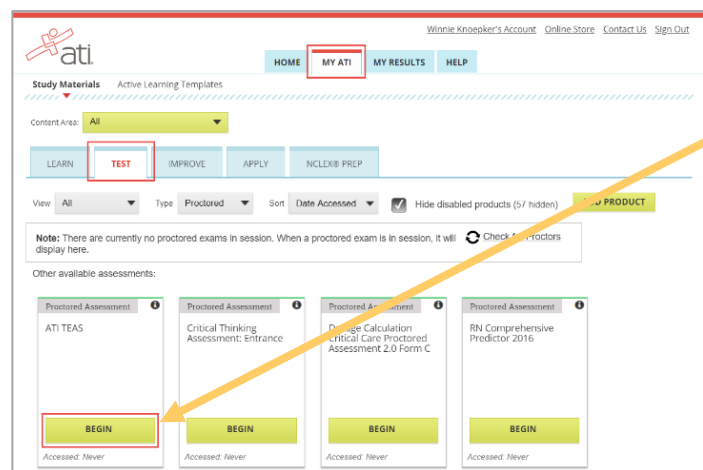 Winnie Knoepker's Account Online Store Contact Us Sign Out
ati
HOME MY ATI MY RESULTS HELP
Study Materials Active Learning Templates
Content Area: All
LEARN TEST IMPROVE APPLY NCLEX® PREP
View All Type Proctored Sort Date Accessed Hide disabled products (57 hidden) PRODUCT
Note: There are currently no proctored exams in session. When a proctored exam is in session, it will
display here.
Check Proctors
Other available assessments:
Proctored Assessment
ATI TEAS
BEGIN
Accessed: Never
Proctored Assessment
Critical Thinking
Assessment: Entrance
BEGIN
Accessed: Never
Proctored Assessment
Calculation
Critical Care Proctored
Assessment 2.0 Form C
BEGIN
Accessed: Never
Proctored Assessment
RN Comprehensive
Predictor 2016
BEGIN
Accessed: Never